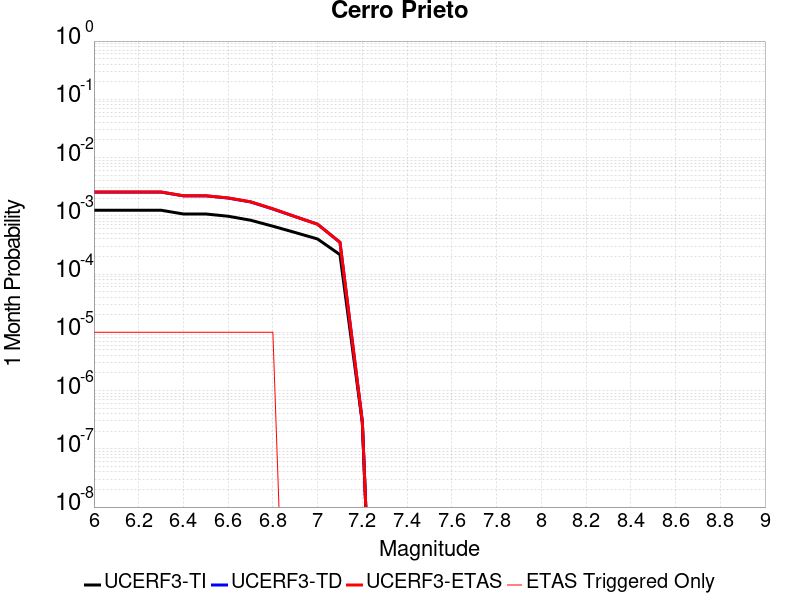 Cerro Prieto
10^0
10^-1
10^-2
10^-3
10^-4
10^-5
10^-6
10^-7
10^-8
1 Month Probability
6 6.2 6.4 6.6 6.8 7 7.2 7.4 7.6 7.8 8 8.2 8.4 8.6 8.8 9
Magnitude
UCERF3-TI UCERF3-TD UCERF3-ETAS ETAS Triggered Only